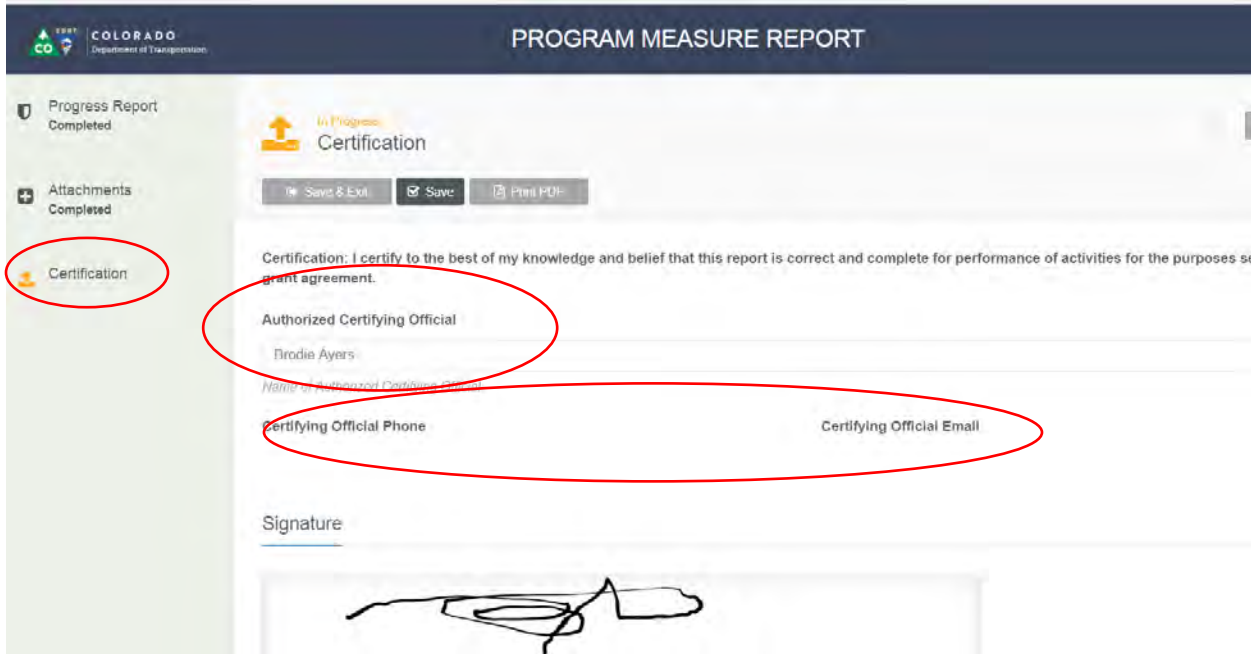 COLORADO
Department of Transportation
PROGRAM MEASURE REPORT
Progress Report
Completed
Attachments
Completed
Certification
In Progress
Certification
Save & Exit
Save
Print PDF
Certification: I certify to the best of my knowledge and belief that this report is correct and complete for performance of activities for the purposes se
grant agreement.
Authorized Certifying Official
Brodie Ayers
Name of Authorized Certifying Official
Certifying Official Phone
Certifying Official Email
Signature